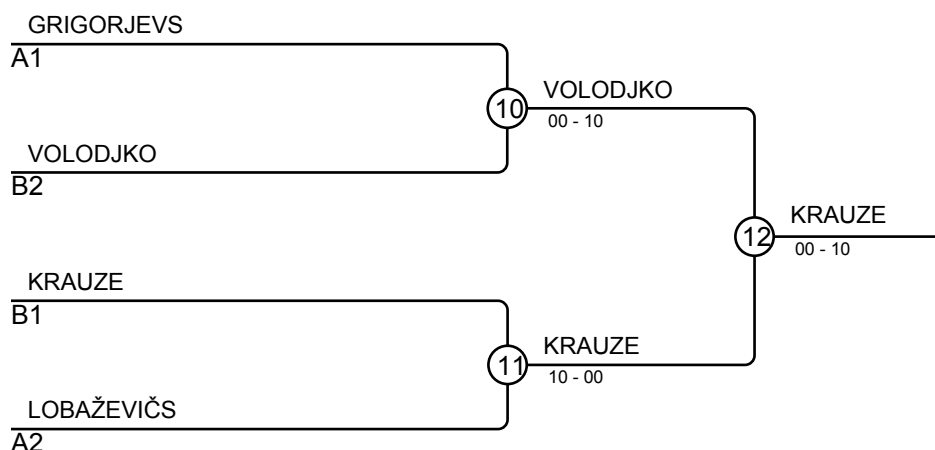 GRIGORJEVS
A1
10
VOLODJKO
00 - 10
VOLODJKO
B2
12
KRAUZE
00 - 10
KRAUZE
B1
11
KRAUZE
10 - 00
LOBAŽEVIČS
A2